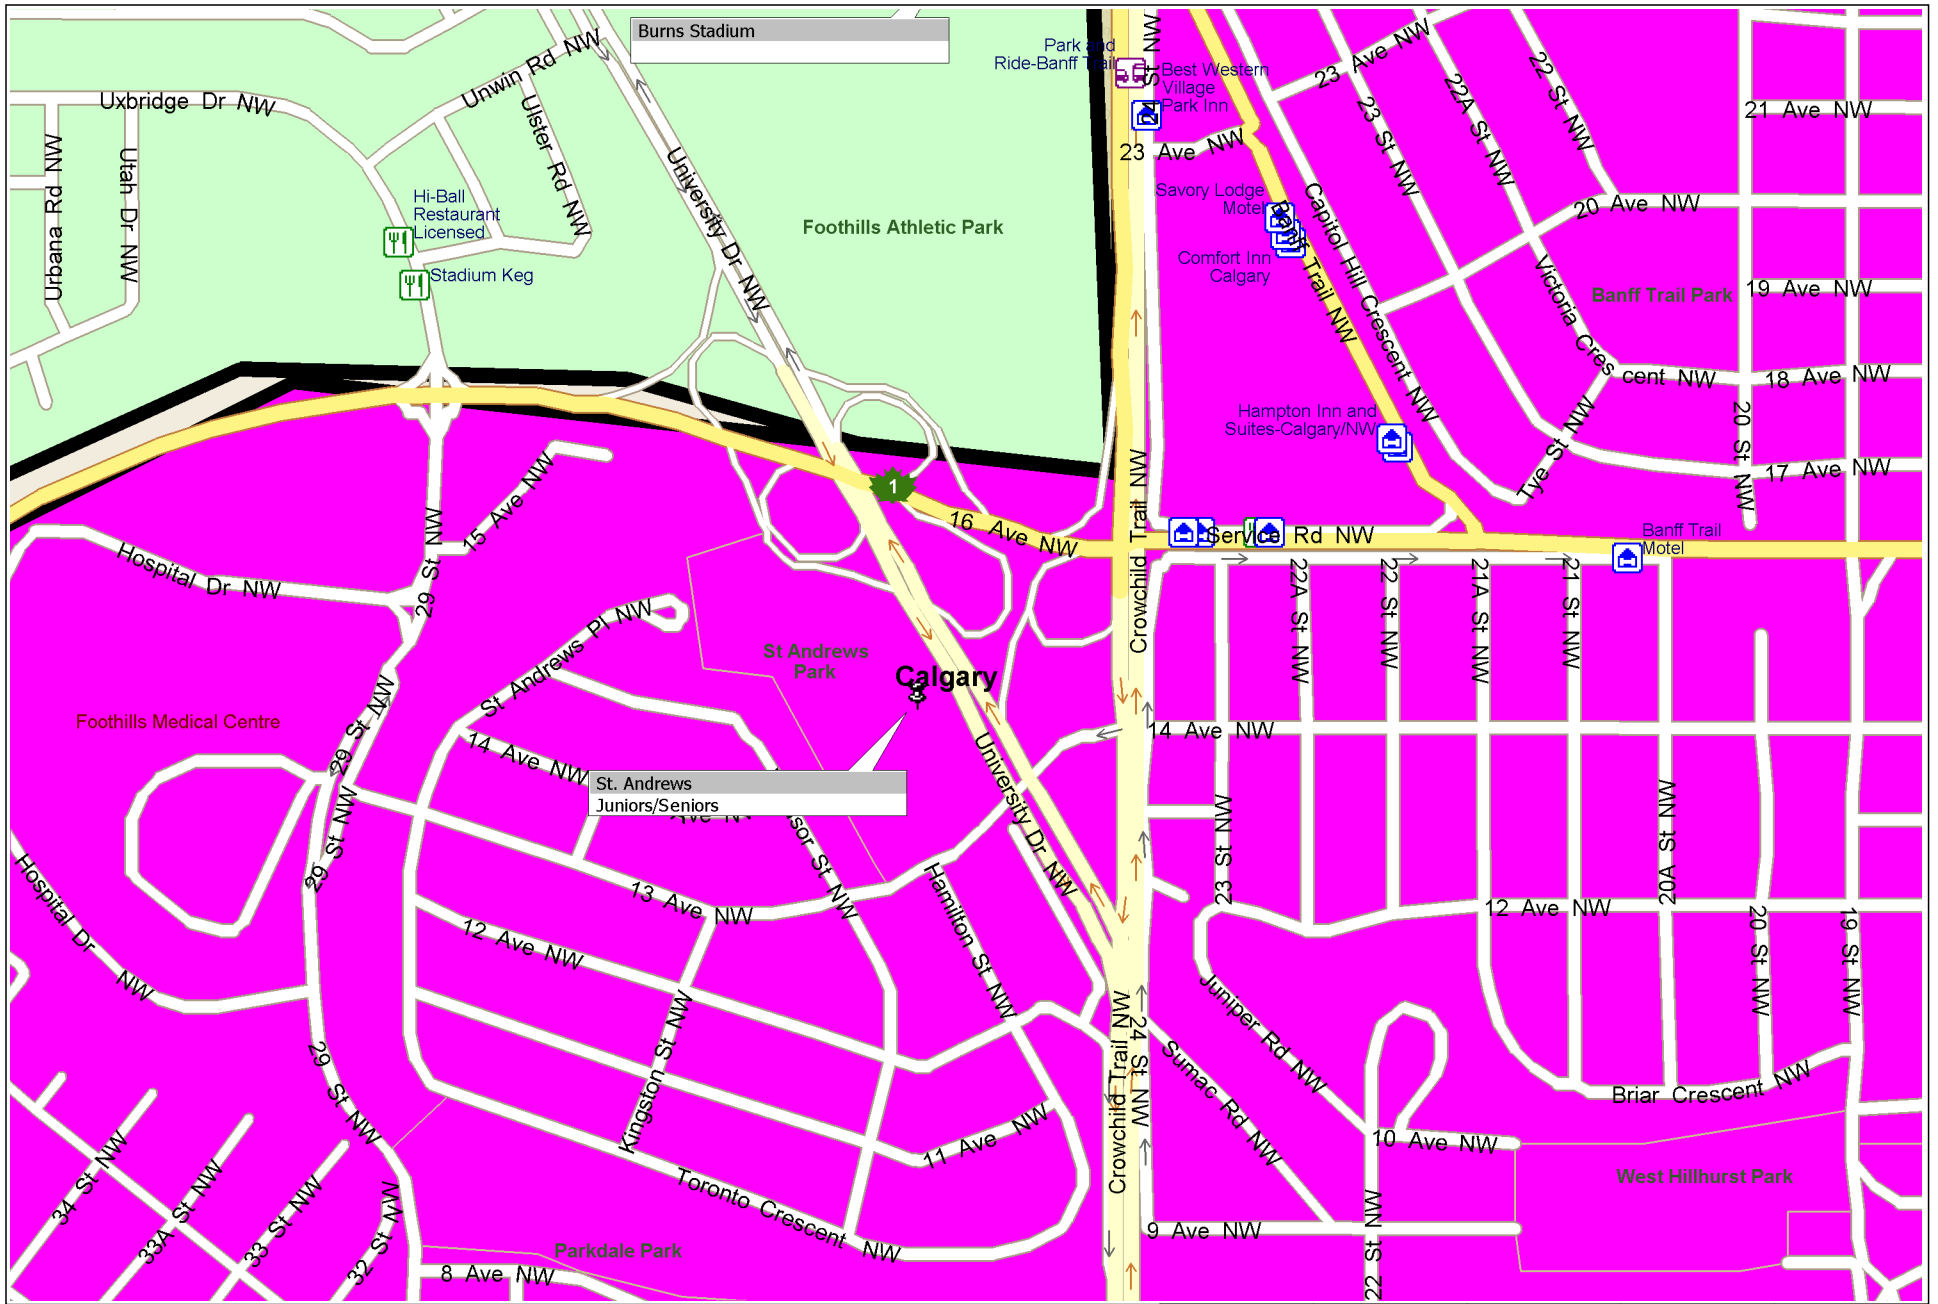 Burns Stadium
Park and
Ride-Banff Trail
24 St NW
Best Western
Village
Park Inn
23 Ave NW
22A St NW
22 St NW
23 St NW
21 Ave NW
Unwin Rd NW
Uxbridge Dr NW
Ulster Rd NW
Urbana Rd NW
Utah Dr NW
University Dr NW
Hi-Ball
Restaurant
Licensed
Stadium Keg
Foothills Athletic Park
23 Ave NW
Savory Lodge
Motel
Comfort Inn
Calgary
Banff Trail NW
Capitol Hill Crescent NW
20 Ave NW
Victoria Cres
cent NW
Banff Trail Park
19 Ave NW
18 Ave NW
Hampton Inn and
Suites-Calgary/NW
Tye St NW
20 St NW
17 Ave NW
15 Ave NW
1
16 Ave NW
Crowchild Trail NW
Service Rd NW
Banff Trail
Motel
Hospital Dr NW
29 St NW
22A St NW
22 St NW
21A St NW
21 St NW
St Andrews Pl NW
St Andrews
Park
Calgary
Foothills Medical Centre
29 St NW
14 Ave NW
14 Ave NW
University Dr NW
St. Andrews
Juniors/Seniors
Ave NW
sor St NW
29 St NW
23 St NW
20A St NW
Hospital Dr NW
13 Ave NW
Hamilton St NW
12 Ave NW
12 Ave NW
20 St NW
19 St NW
Juniper Rd NW
Kingston St NW
Crowchild Trail NW
24 St NW
Sumac Rd NW
29 St NW
Briar Crescent NW
11 Ave NW
10 Ave NW
34 St NW
33A St NW
33 St NW
32 St NW
Toronto Crescent NW
West Hillhurst Park
9 Ave NW
22 St NW
Parkdale Park
8 Ave NW